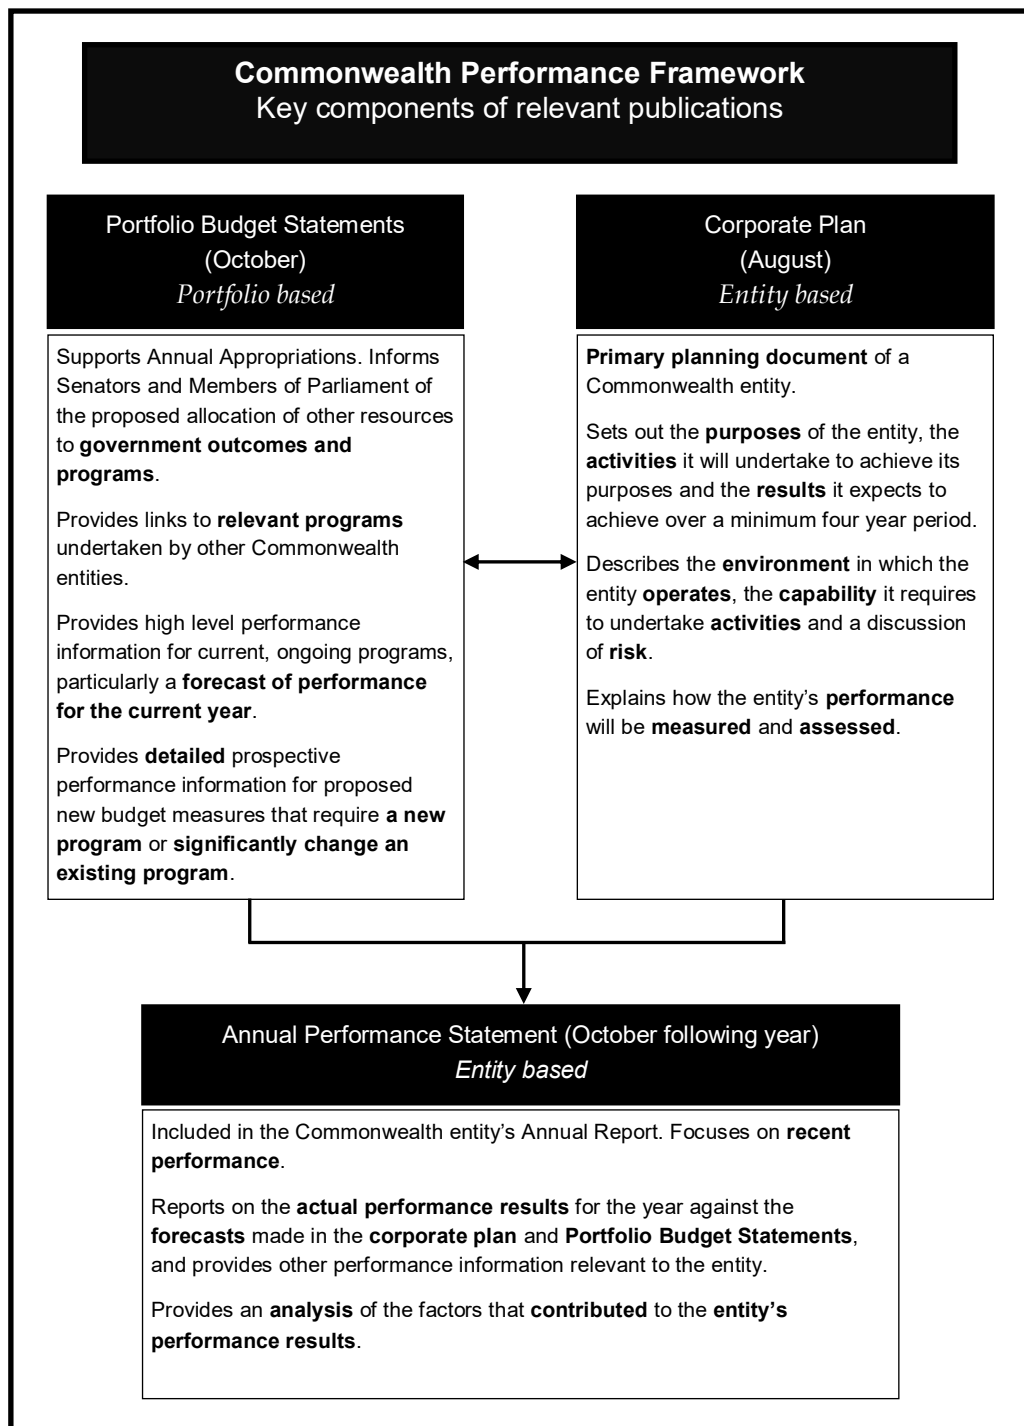 Commonwealth Performance Framework
Key components of relevant publications
Portfolio Budget Statements
(October)
Portfolio based
Supports Annual Appropriations. Informs
Senators and Members of Parliament of
the proposed allocation of other resources
to government outcomes and
programs.
Provides links to relevant programs
undertaken by other Commonwealth
entities.
Provides high level performance
information for current, ongoing programs,
particularly a forecast of performance
for the current year.
Provides detailed prospective
performance information for proposed
new budget measures that require a new
program or significantly change an
existing program.
Corporate Plan
(August)
Entity based
Primary planning document of a
Commonwealth entity.
Sets out the purposes of the entity, the
activities it will undertake to achieve its
purposes and the results it expects to
achieve over a minimum four year period.
Describes the environment in which the
entity operates, the capability it requires
to undertake activities and a discussion
of risk.
Explains how the entity’s performance
will be measured and assessed.
Annual Performance Statement (October following year)
Entity based
Included in the Commonwealth entity’s Annual Report. Focuses on recent
performance.
Reports on the actual performance results for the year against the
forecasts made in the corporate plan and Portfolio Budget Statements,
and provides other performance information relevant to the entity.
Provides an analysis of the factors that contributed to the entity’s
performance results.